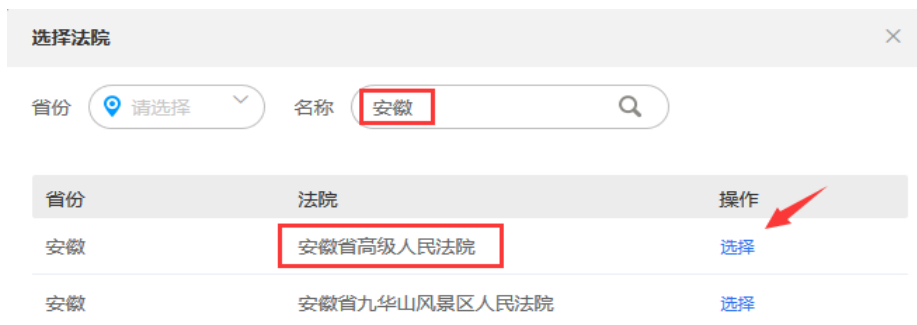 选择法院
省份 请选择 名称 安徽
省份 法院 操作
安徽 安徽省高级人民法院 选择
安徽 安徽省九华山风景区人民法院 选择